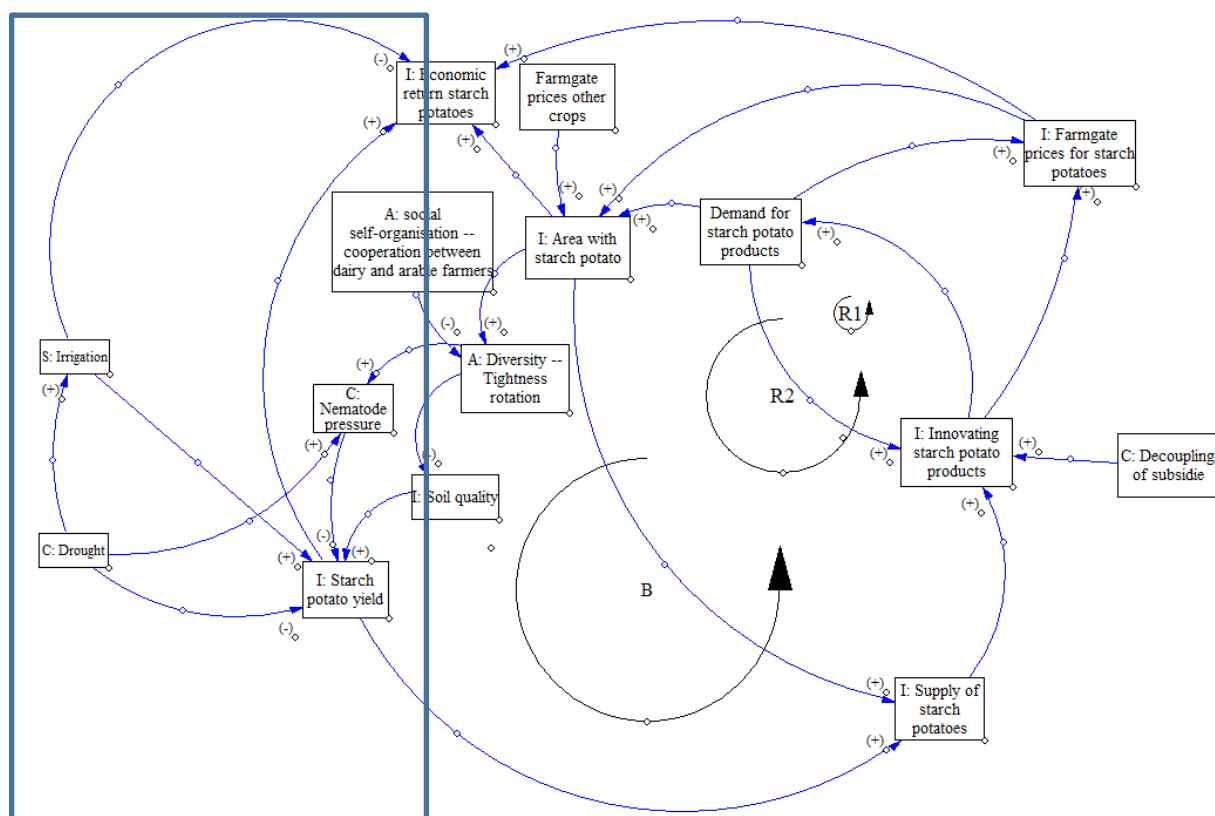 (-)
I: Economic
return starch
potatoes
(+)
(+)
(+)
Farmgate
prices other
crops
(+)
I: Farmgate
prices for starch
potatoes
(+)
(+)
A: social
self-organisation --
cooperation between
dairy and arable farmers
(-)
I: Area with
starch potato
(+)
(+)
Demand for
starch potato
products
(+)
R1
R2
B
S: Irrigation
(+)
A: Diversity --
Tightness
rotation
(+)
C:
Nematode
pressure
(+)
(+)
(-)
I: Soil quality
I: Innovating
starch potato
products
(+)
(+)
(+)
C: Decoupling
of subsidie
C: Drought
(+)
(-)
(+)
I: Starch
potato yield
(-)
I: Supply of
starch
potatoes
(+)
(+)